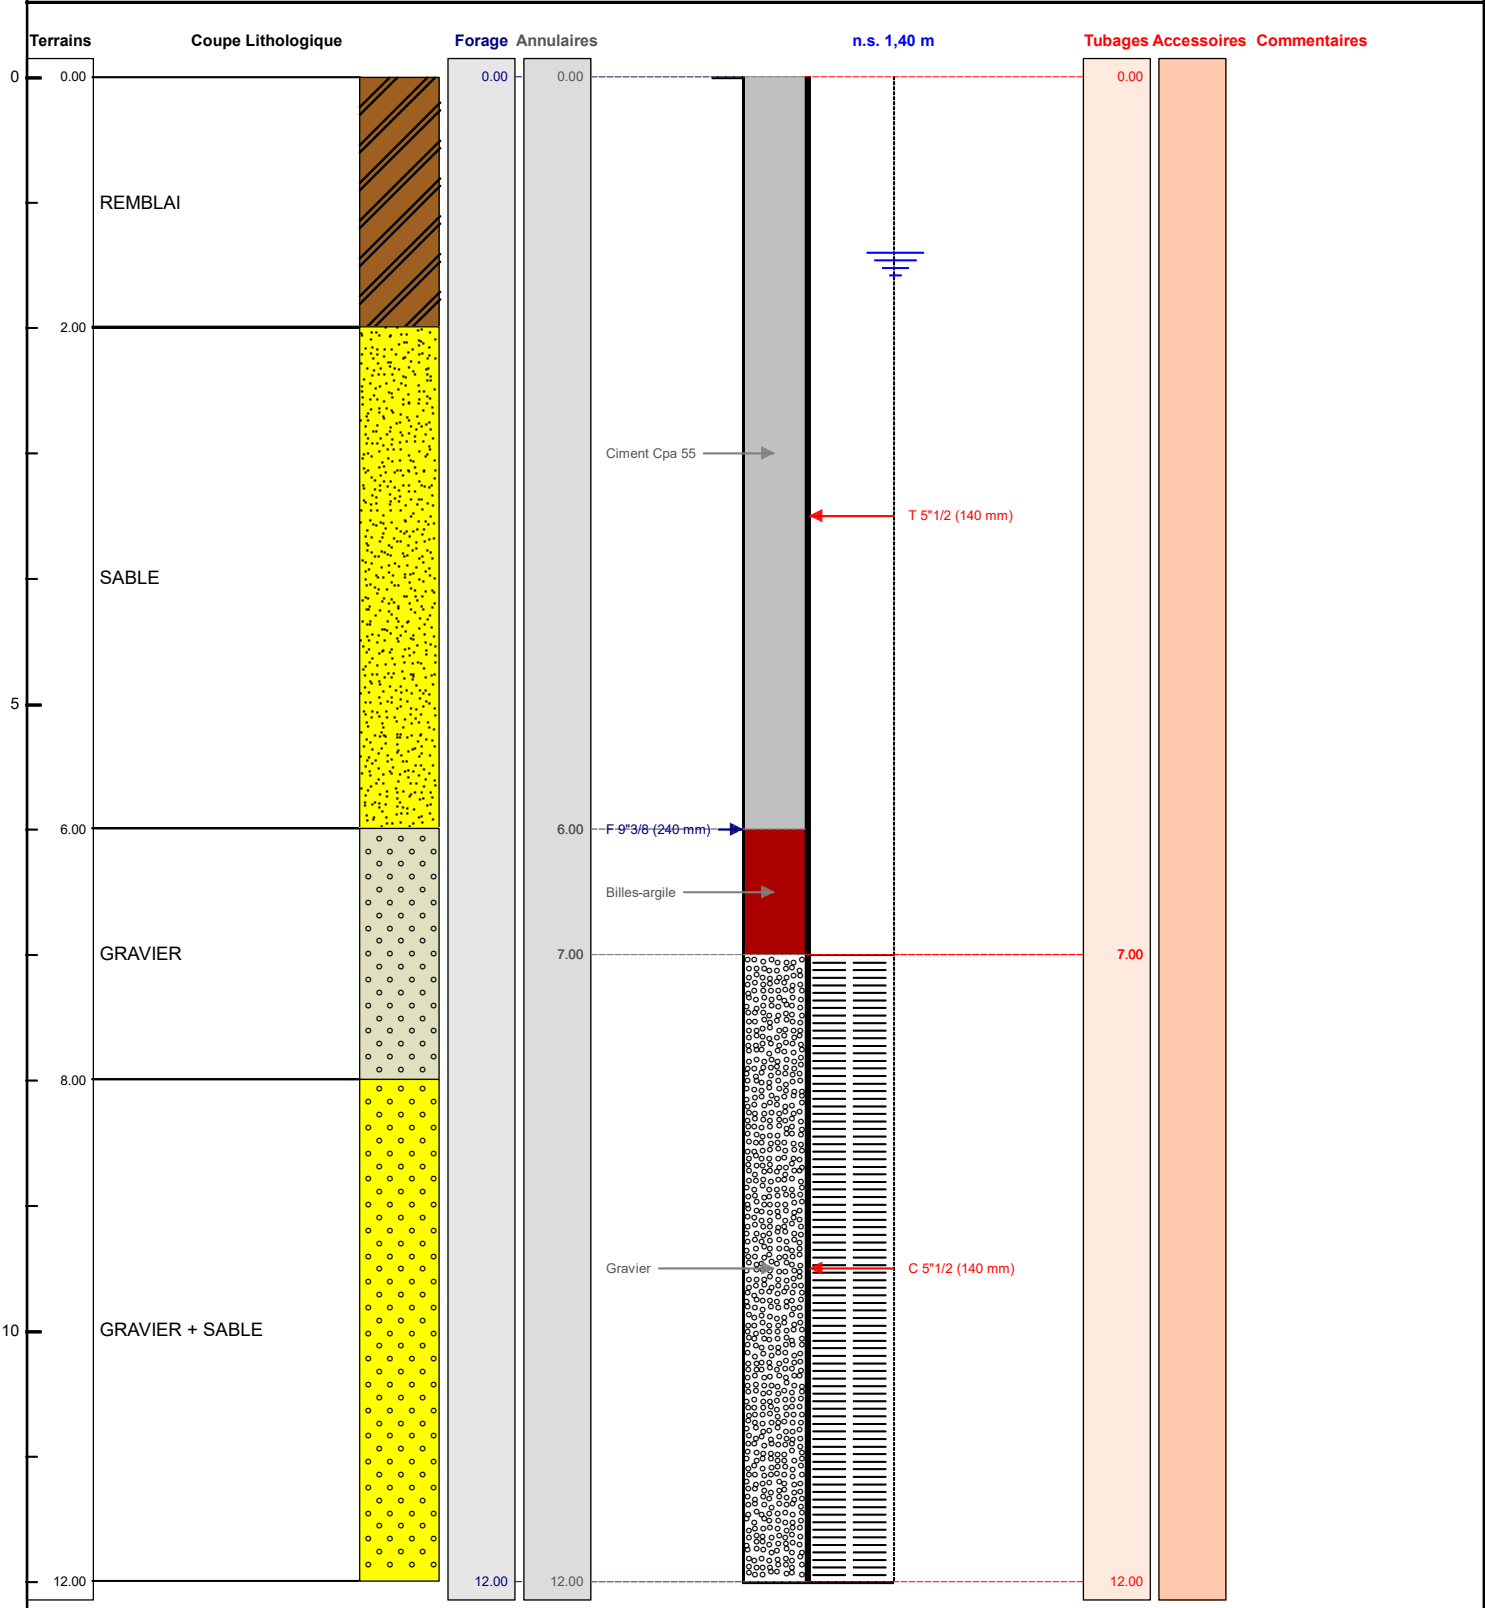 Terrains Coupe Lithologique Forage Annulaires n.s. 1,40 m Tubages Accessoires Commentaires
0 0.00 0.00 0.00 0.00
REMBLAI
2.00
Ciment Cpa 55
T 5"1/2 (140 mm)
SABLE
5
6.00 6.00 F 9"3/8 (240 mm)
Billes-argile
GRAVIER 7.00 7.00
8.00
Gravier C 5"1/2 (140 mm)
10 GRAVIER + SABLE
12.00 12.00 12.00 12.00